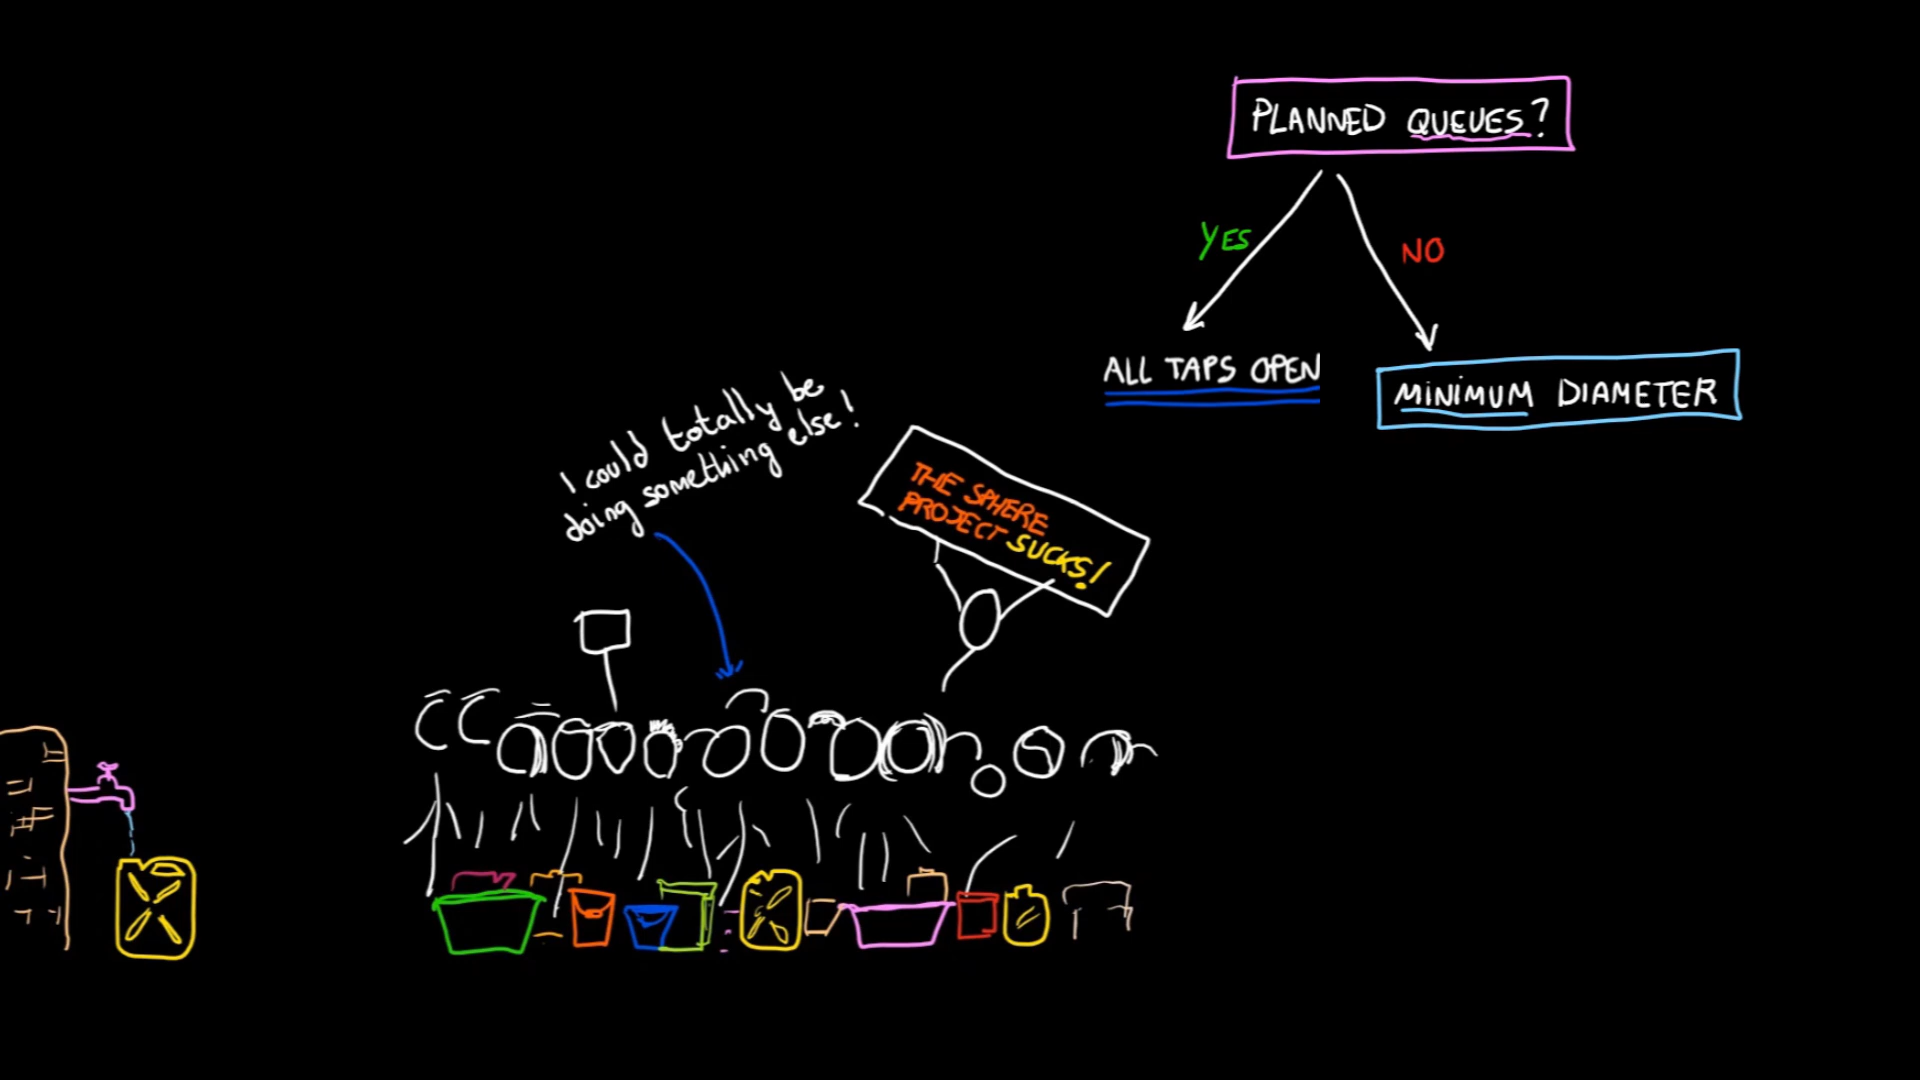 PLANNED QUEUES?
YES
NO
ALL TAPS OPEN
MINIMUM DIAMETER
I could totally be
doing something else!
THE SPHERE
PROJECT SUCKS!